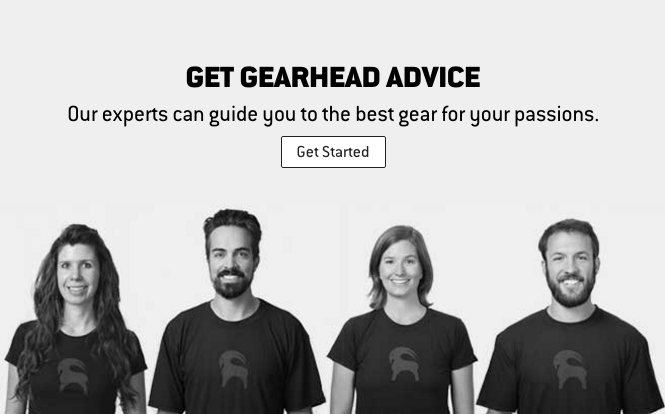 GET GEARHEAD ADVICE
Our experts can guide you to the best gear for your passions.
Get Started